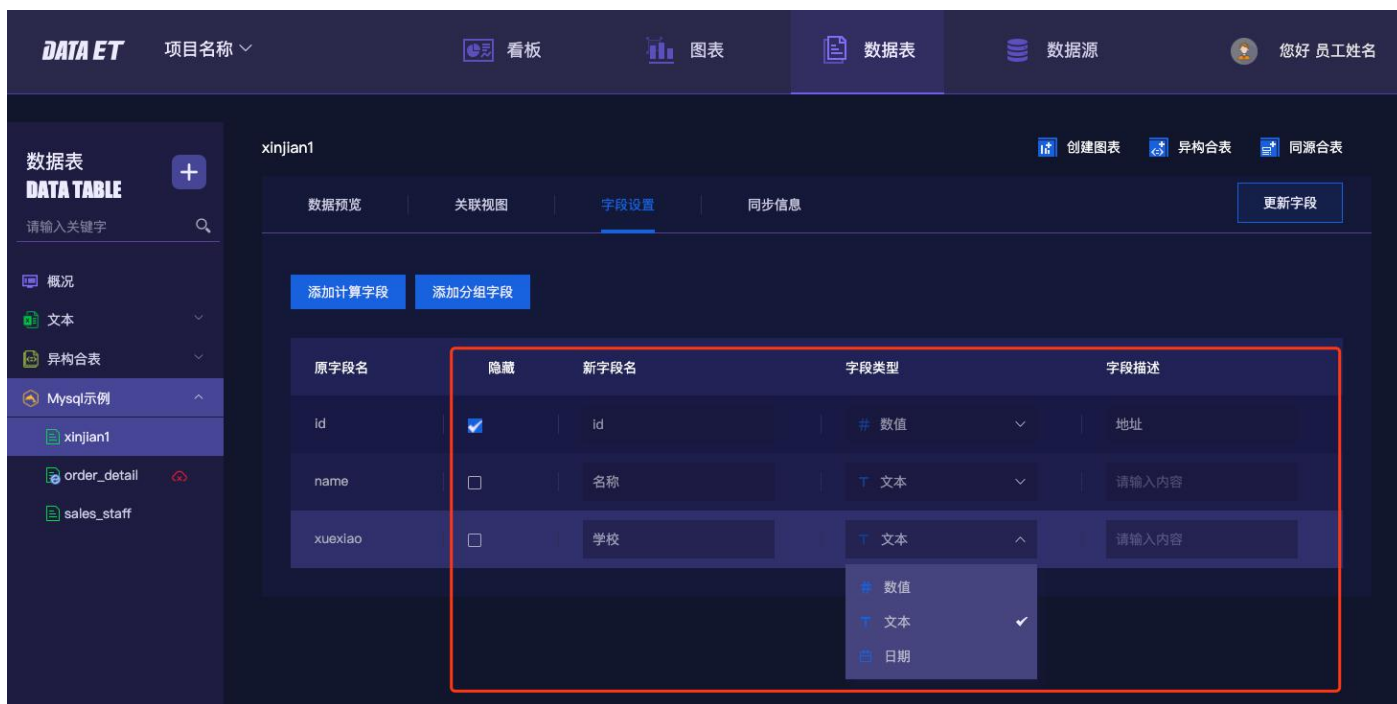 DATA ET 项目名称 看板 图表 数据表 数据源 您好 员工姓名
数据表
DATA TABLE
请输入关键字
概况
文本
异构合表
Mysql示例
xinjian1
order_detail
sales_staff
xinjian1 创建图表 异构合表 同源合表
数据预览 关联视图 字段设置 同步信息 更新字段
添加计算字段 添加分组字段
原字段名 隐藏 新字段名 字段类型 字段描述
id id # 数值 地址
name 名称 T 文本 请输入内容
xuexiao 学校 T 文本 请输入内容
# 数值
T 文本
日期